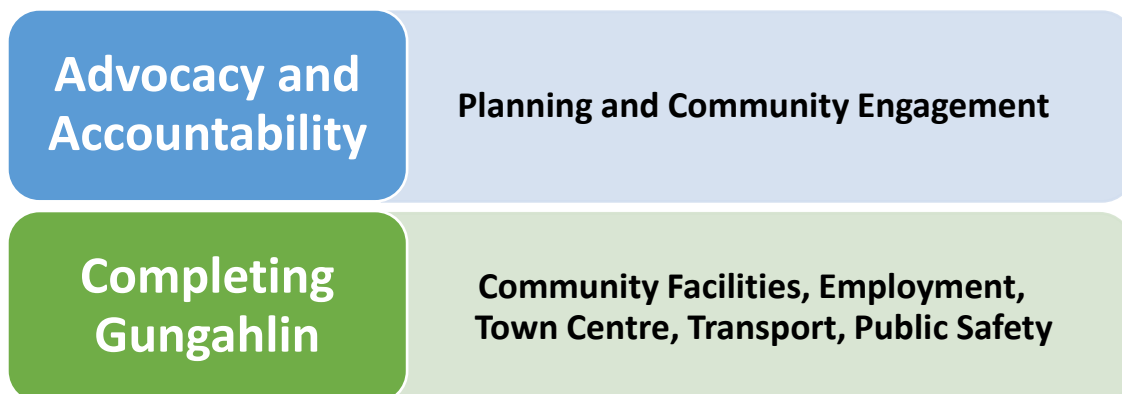 Advocacy and
Accountability
Planning and Community Engagement
Completing
Gungahlin
Community Facilities, Employment,
Town Centre, Transport, Public Safety